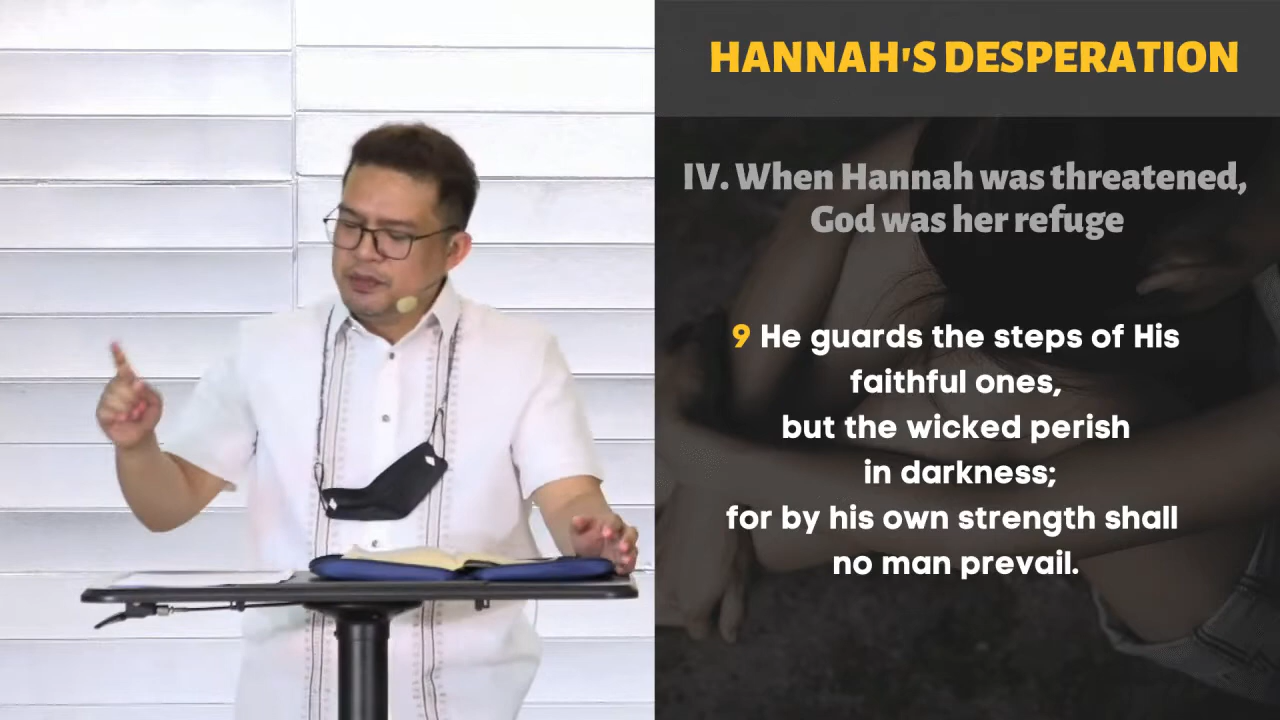 HANNAH'S DESPERATION
IV. When Hannah was threatened,
God was her refuge
9 He guards the steps of His
faithful ones,
but the wicked perish
in darkness;
for by his own strength shall
no man prevail.